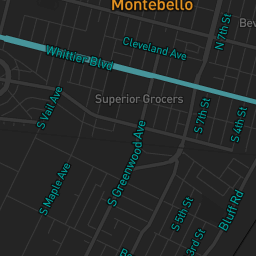 Montebello
N 7th St
Bev
Cleveland Ave
Whittier Blvd
Superior Grocers
S Vail Ave
S 7th St
S 4th St
S Greenwood Ave
S Maple Ave
S 5th St
Bluff Rd
3rd St